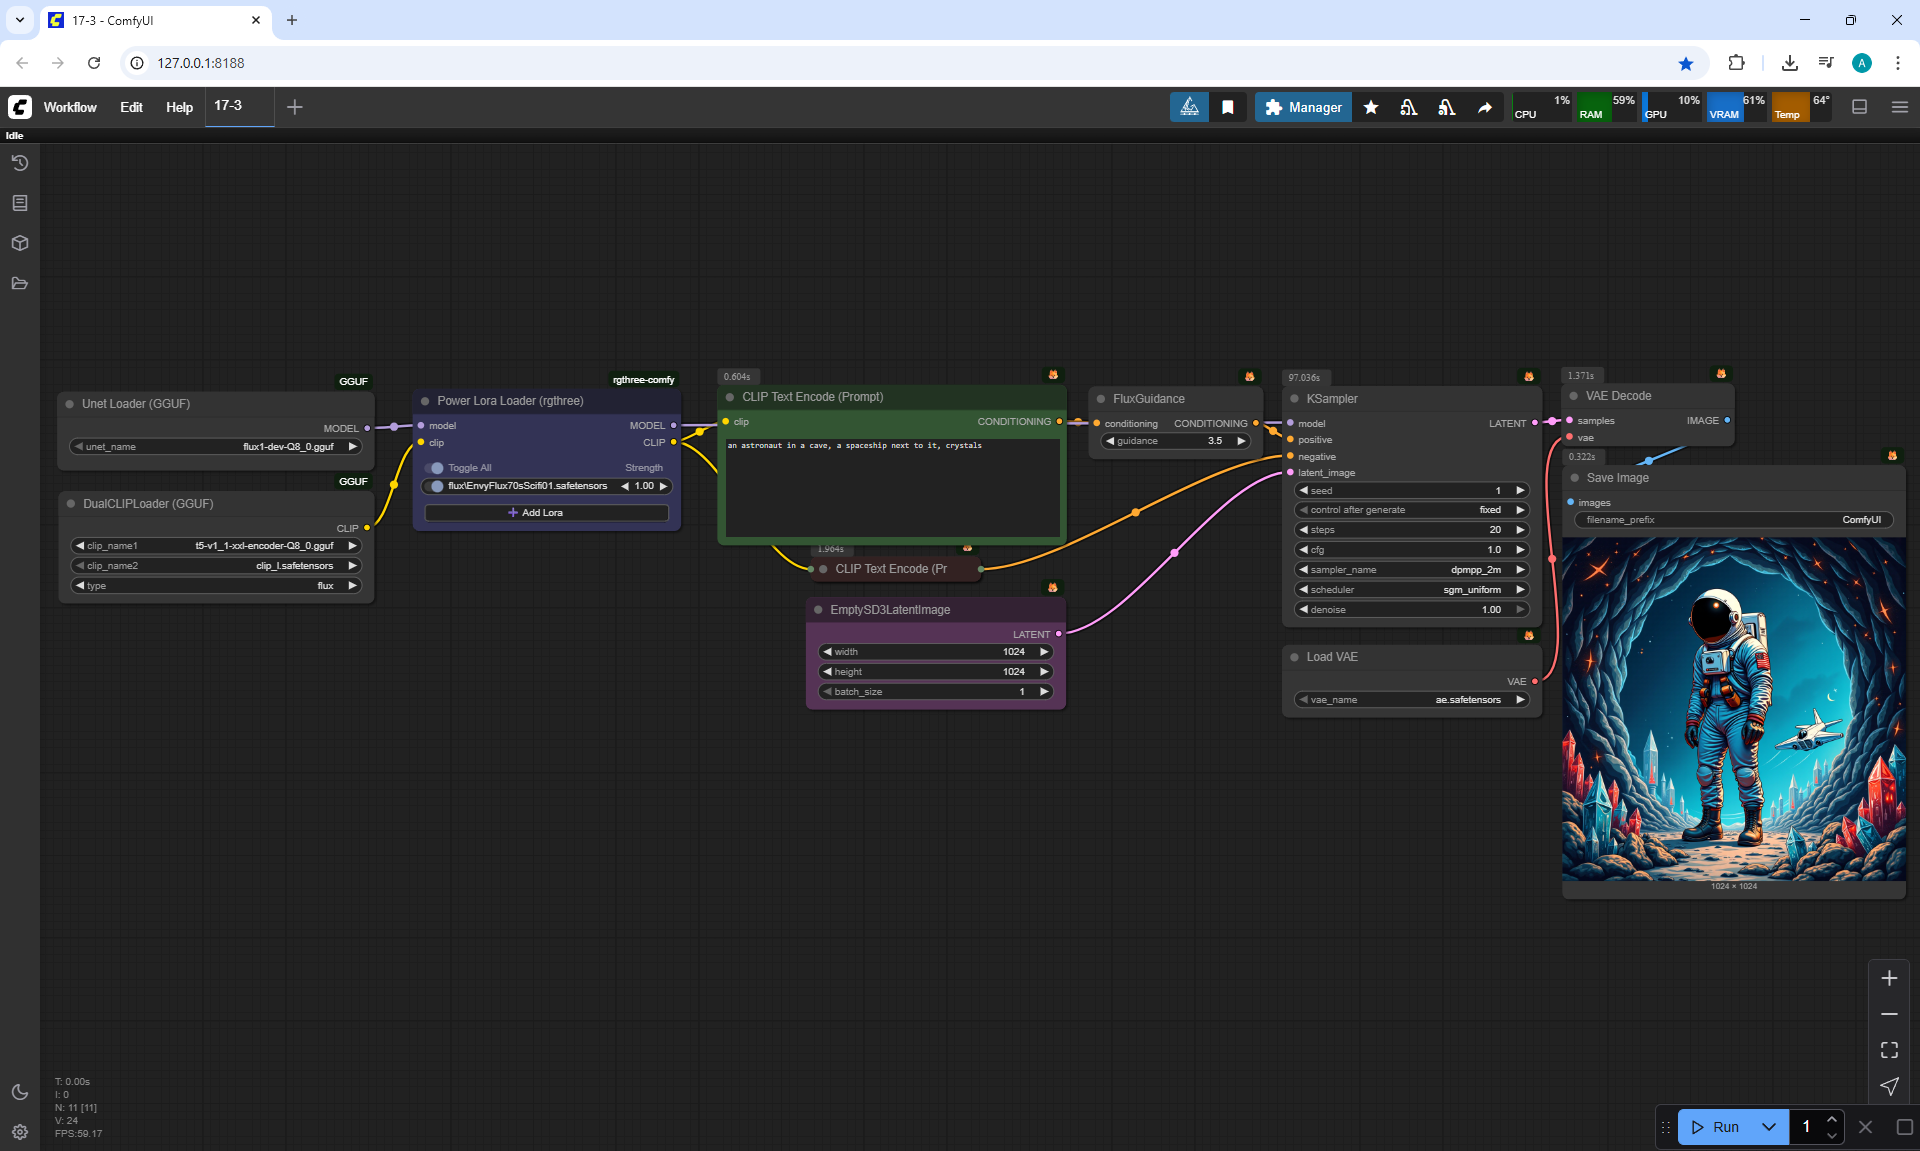 17-3 - ComfyUI
127.0.0.1:8188
A
Workflow
Edit
Help
17-3
Manager
1%
CPU
59%
RAM
10%
GPU
61%
VRAM
64°
Temp
Idle
GGUF
Unet Loader (GGUF)
MODEL
unet_name
flux1-dev-Q8_0.gguf
GGUF
DualCLIPLoader (GGUF)
CLIP
clip_name1
t5-v1_1-xxl-encoder-Q8_0.gguf
clip_name2
clip_l.safetensors
type
flux
rgthree-comfy
Power Lora Loader (rgthree)
model
MODEL
clip
CLIP
Toggle All
Strength
flux\EnvyFlux70sScifi01.safetensors
1.00
Add Lora
0.604s
CLIP Text Encode (Prompt)
clip
CONDITIONING
an astronaut in a cave, a spaceship next to it, crystals
1.964s
CLIP Text Encode (Pr
EmptySD3LatentImage
LATENT
width
1024
height
1024
batch_size
1
FluxGuidance
conditioning
CONDITIONING
guidance
3.5
97.036s
KSampler
model
LATENT
positive
negative
latent_image
seed
1
control after generate
fixed
steps
20
cfg
1.0
sampler_name
dpmpp_2m
scheduler
sgm_uniform
denoise
1.00
Load VAE
VAE
vae_name
ae.safetensors
1.371s
VAE Decode
samples
IMAGE
vae
0.322s
Save Image
images
filename_prefix
ComfyUI
1024 × 1024
T: 0.00s
I: 0
N: 11 [11]
V: 24
FPS:59.17
Run
1